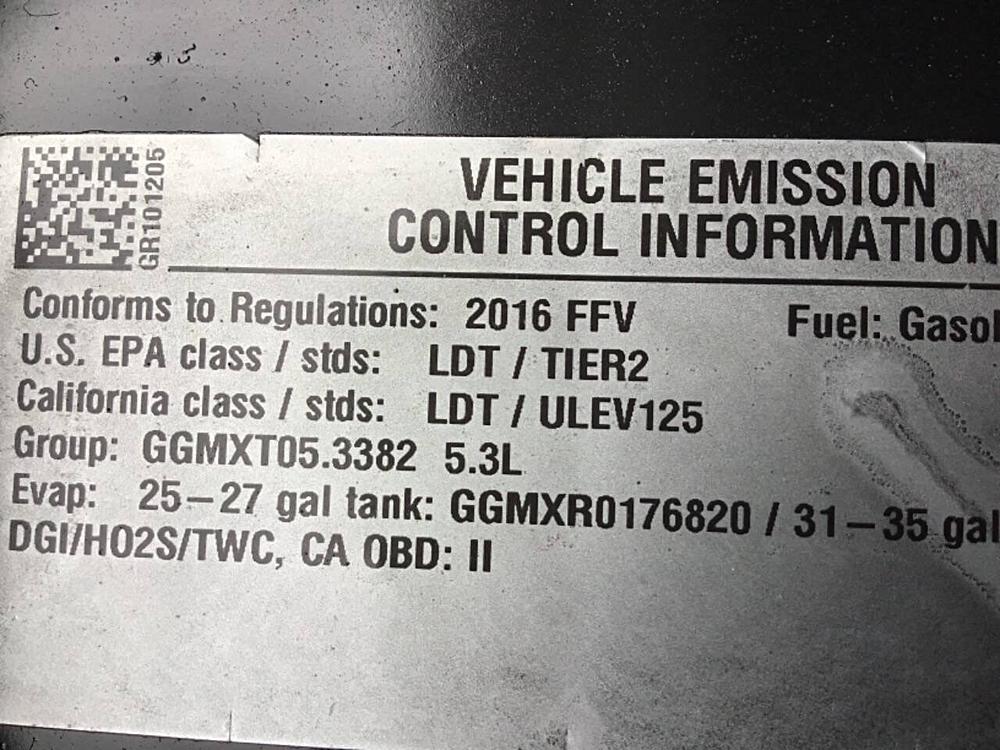 GR101205
VEHICLE EMISSION
CONTROL INFORMATION
Conforms to Regulations: 2016 FFV Fuel:
U.S. EPA class / stds: LDT / TIER2
California class / stds: LDT / ULEV125
Group: GGMXT05.3382 5.3L
Evap: 25–27 gal tank: GGMXR0176820 / 31–35 gal
DGI/HO2S/TWC, CA OBD: II